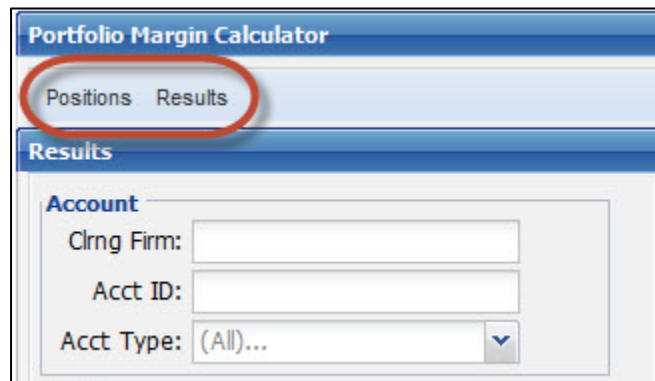 Portfolio Margin Calculator
Positions Results
Results
Account
Clrng Firm:
Acct ID:
Acct Type: (All)...